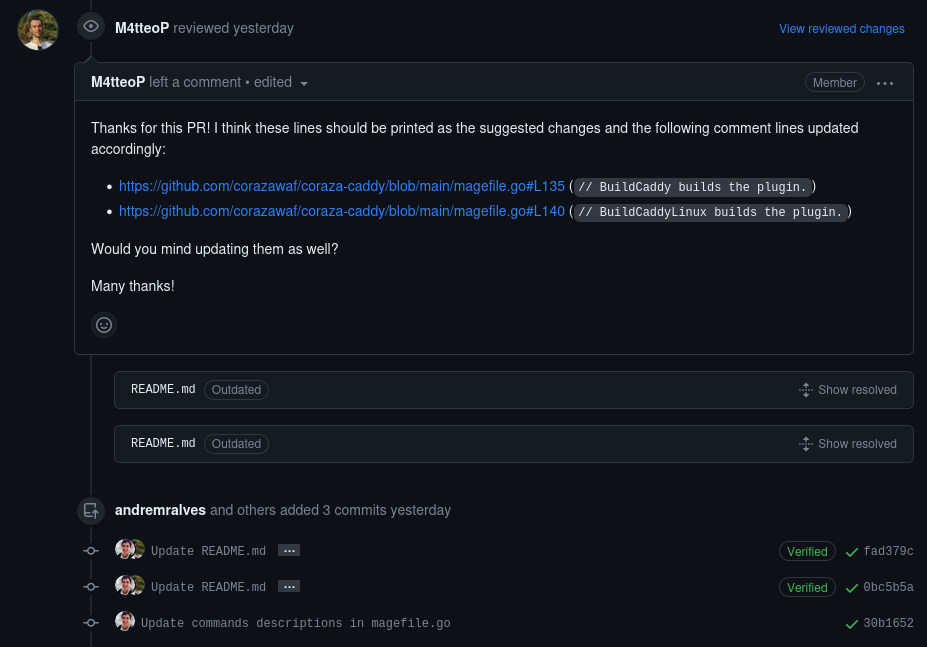 M4tteoP reviewed yesterday
View reviewed changes
M4tteoP left a comment • edited
Member
Thanks for this PR! I think these lines should be printed as the suggested changes and the following comment lines updated
accordingly:
• https://github.com/corazawaf/coraza-caddy/blob/main/magefile.go#L135 (// BuildCaddy builds the plugin.)
• https://github.com/corazawaf/coraza-caddy/blob/main/magefile.go#L140 (// BuildCaddyLinux builds the plugin.)
Would you mind updating them as well?
Many thanks!
README.md Outdated Show resolved
README.md Outdated Show resolved
andremralves and others added 3 commits yesterday
Update README.md ... Verified fad379c
Update README.md ... Verified 0bc5b5a
Update commands descriptions in magefile.go 30b1652